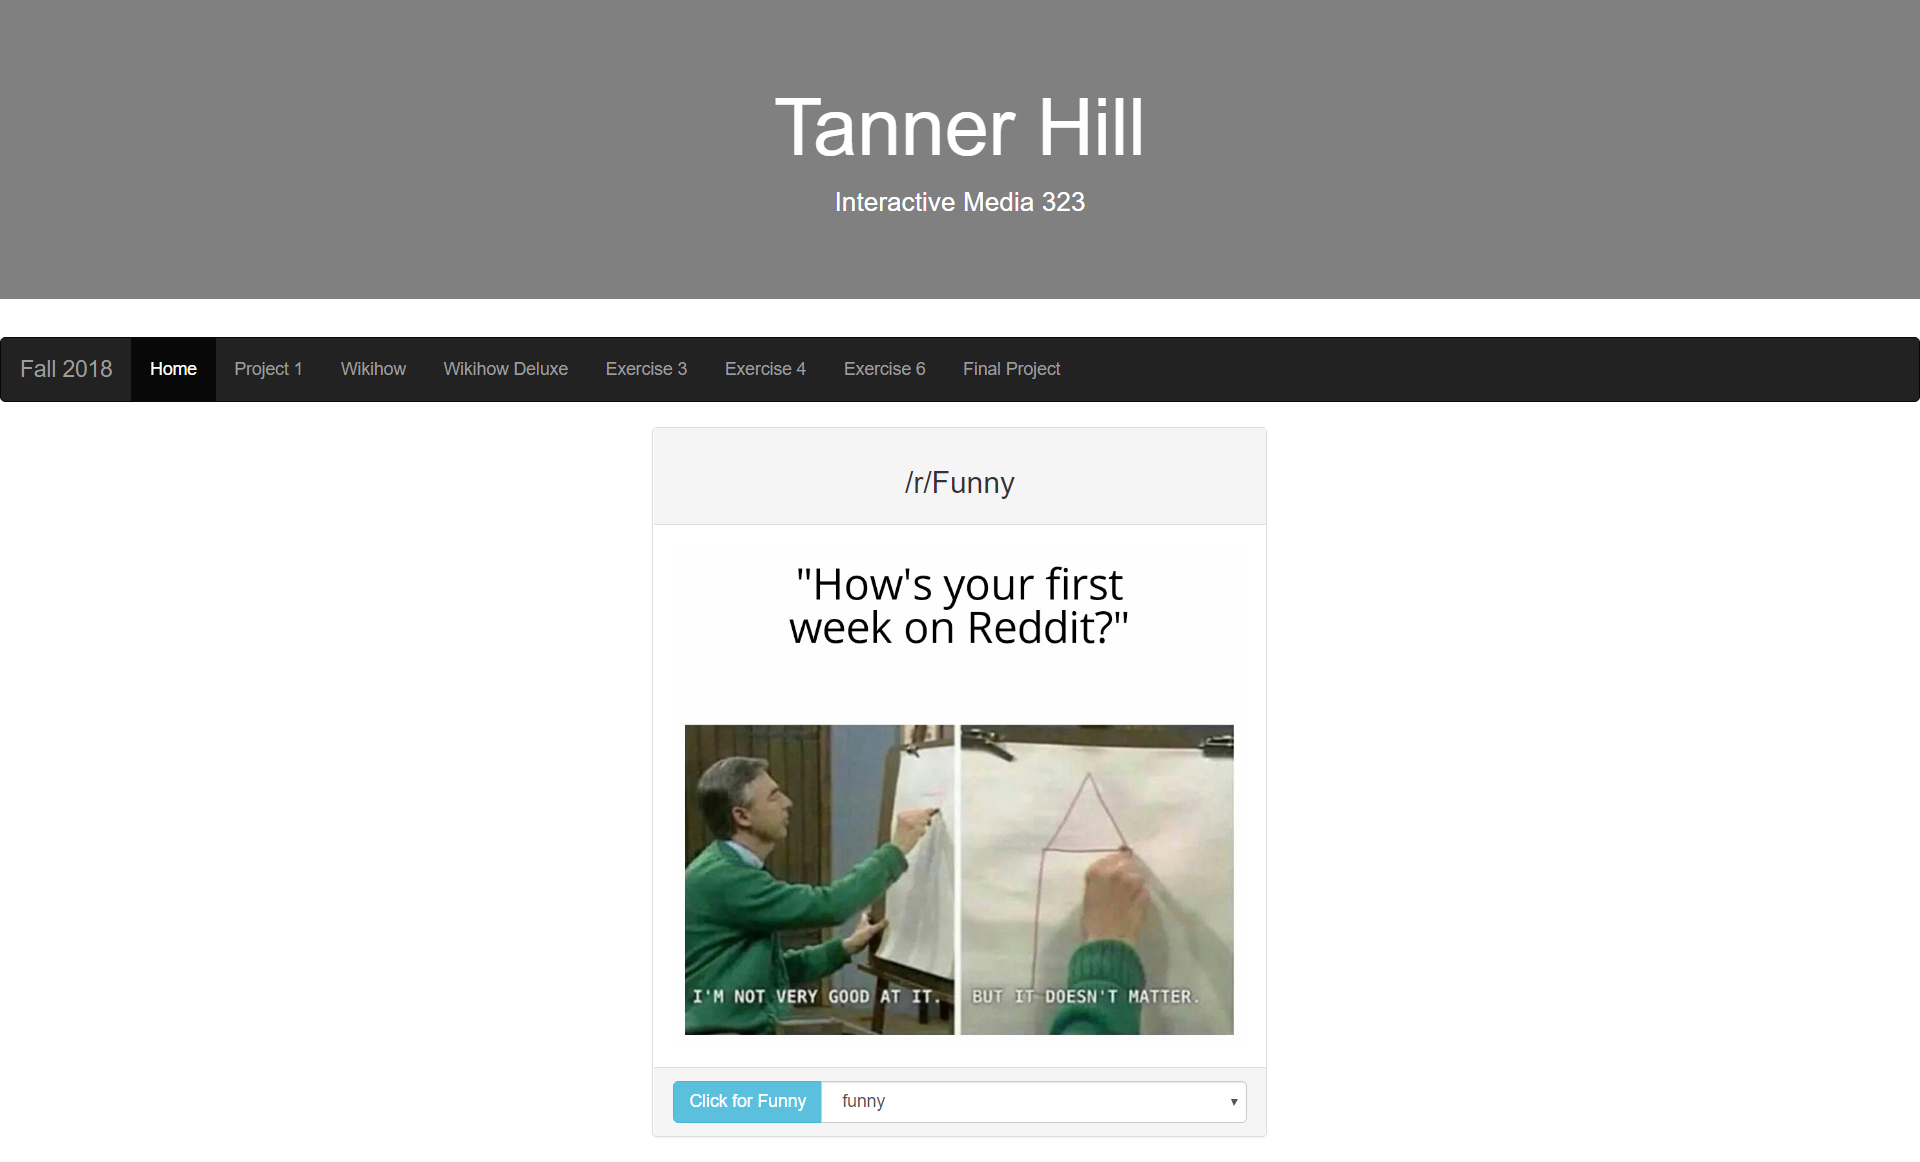 Tanner Hill
Interactive Media 323
Fall 2018 Home Project 1 Wikihow Wikihow Deluxe Exercise 3 Exercise 4 Exercise 6 Final Project
/r/Funny
"How's your first
week on Reddit?"
I'M NOT VERY GOOD AT IT. BUT IT DOESN'T MATTER.
Click for Funny funny